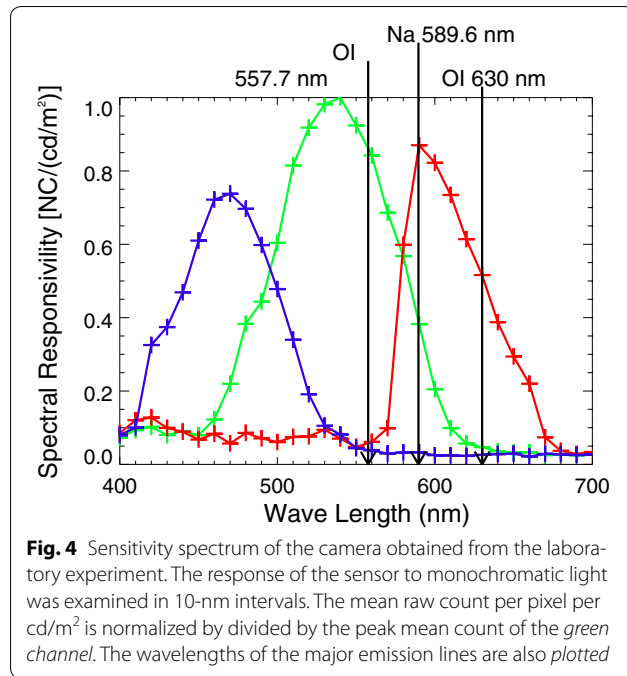 Na 589.6 nm
OI
557.7 nm
OI 630 nm
Spectral Responsivility [NC/(cd/m²)]
1.0
0.8
0.6
0.4
0.2
0.0
400
500
600
700
Wave Length (nm)
Fig. 4 Sensitivity spectrum of the camera obtained from the labora-
tory experiment. The response of the sensor to monochromatic light
was examined in 10-nm intervals. The mean raw count per pixel per
cd/m² is normalized by divided by the peak mean count of the green
channel. The wavelengths of the major emission lines are also plotted